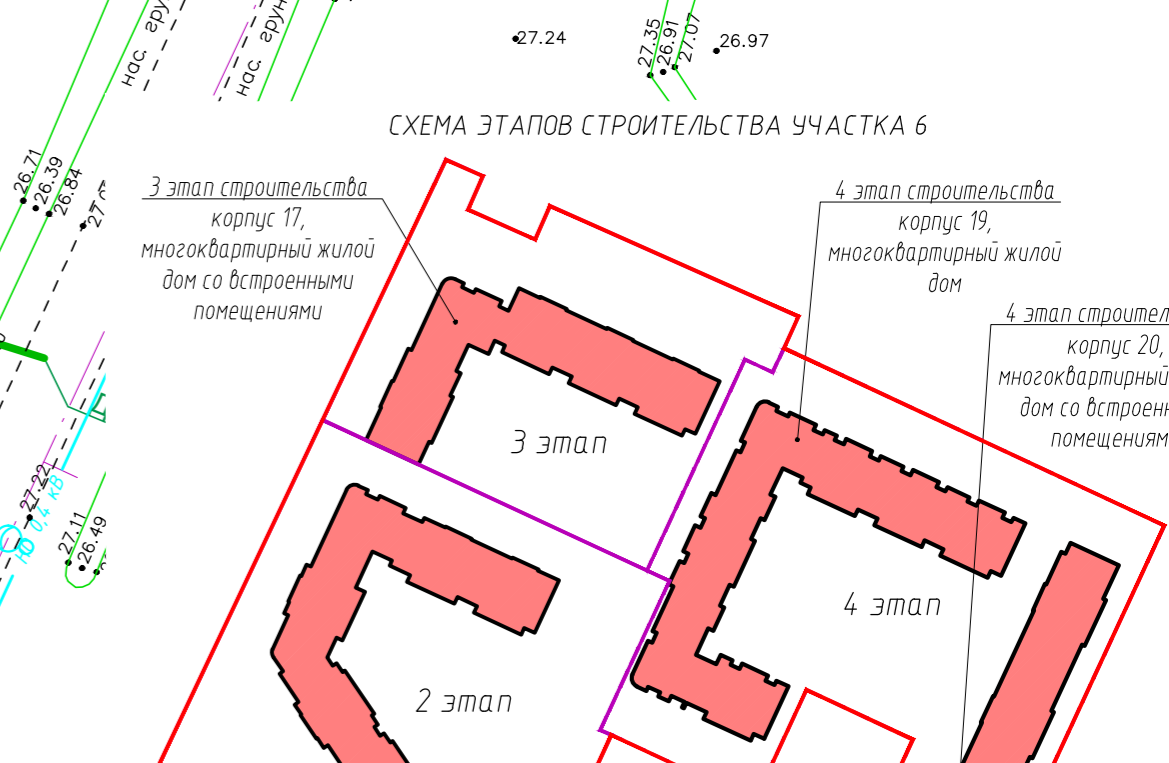 нас. гру
нас. грун
27.24
27.35
26.91
27.07
26.97
СХЕМА ЭТАПОВ СТРОИТЕЛЬСТВА УЧАСТКА 6
26.71
26.39
26.84
3 этап строительства
корпус 17,
многоквартирный жилой
дом со встроенными
помещениями
4 этап строительства
корпус 19,
многоквартирный жилой
дом
4 этап строител
корпус 20,
многоквартирный
дом со встроенн
помещениям
3 этап
4 этап
2 этап
27.22
0,4 кВ
27.11
26.49